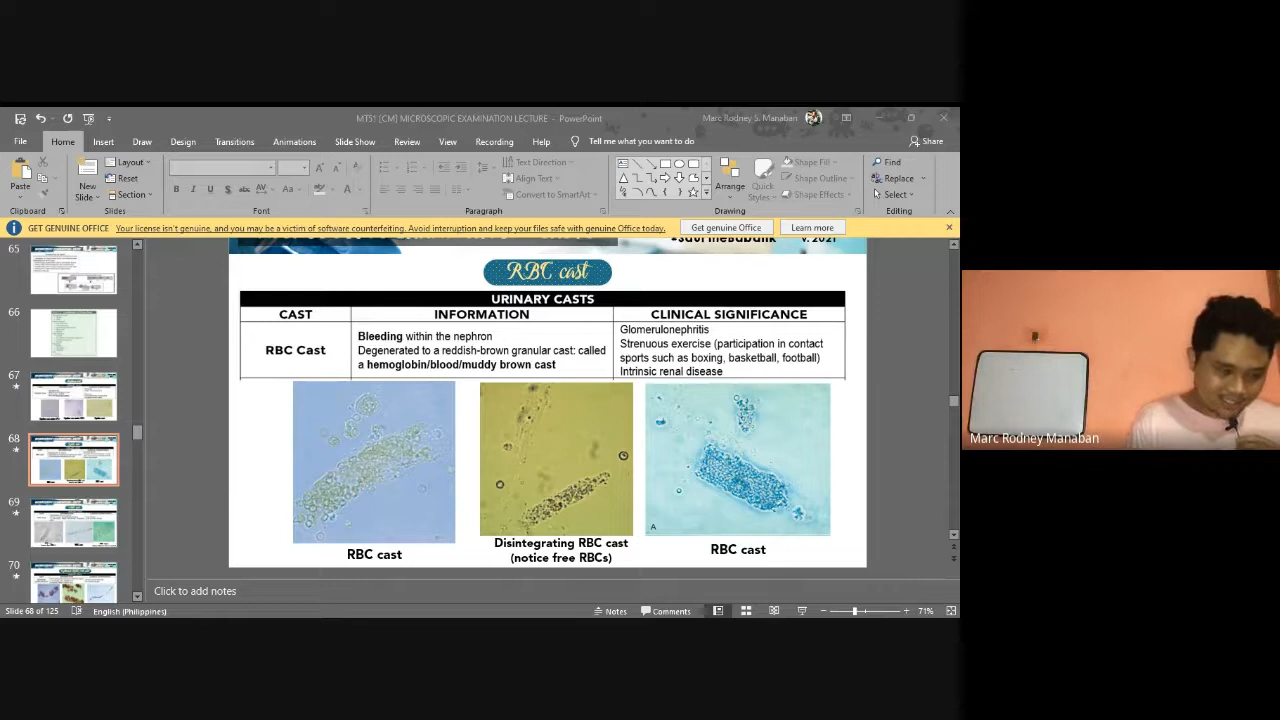 MT51 [CM] MICROSCOPIC EXAMINATION LECTURE - PowerPoint
Marc Rodney S. Manaban
File Home Insert Draw Design Transitions Animations Slide Show Review View Recording Help Tell me what you want to do Share
Paste
New
Slides
Layout
Reset
Section
Text Direction
Align Text
Convert to SmartArt
Arrange
Quick
Styles
Shape Fill
Shape Outline
Shape Effects
Find
Replace
Select
Clipboard Slides Font Paragraph Drawing Editing
GET GENUINE OFFICE Your license isn't genuine, and you may be a victim of software counterfeiting. Avoid interruption and keep your files safe with genuine Office today. Get genuine Office Learn more
65
66
67
68
69
70
V. 2021
RBC cast
URINARY CASTS
CAST INFORMATION CLINICAL SIGNIFICANCE
RBC Cast
Bleeding within the nephron
Degenerated to a reddish-brown granular cast: called
a hemoglobin/blood/muddy brown cast
Glomerulonephritis
Strenuous exercise (participation in contact
sports such as boxing, basketball, football)
Intrinsic renal disease
A
RBC cast
Disintegrating RBC cast
(notice free RBCs)
RBC cast
Click to add notes
Slide 68 of 125 English (Philippines) Notes Comments 71%
Marc Rodney Manaban